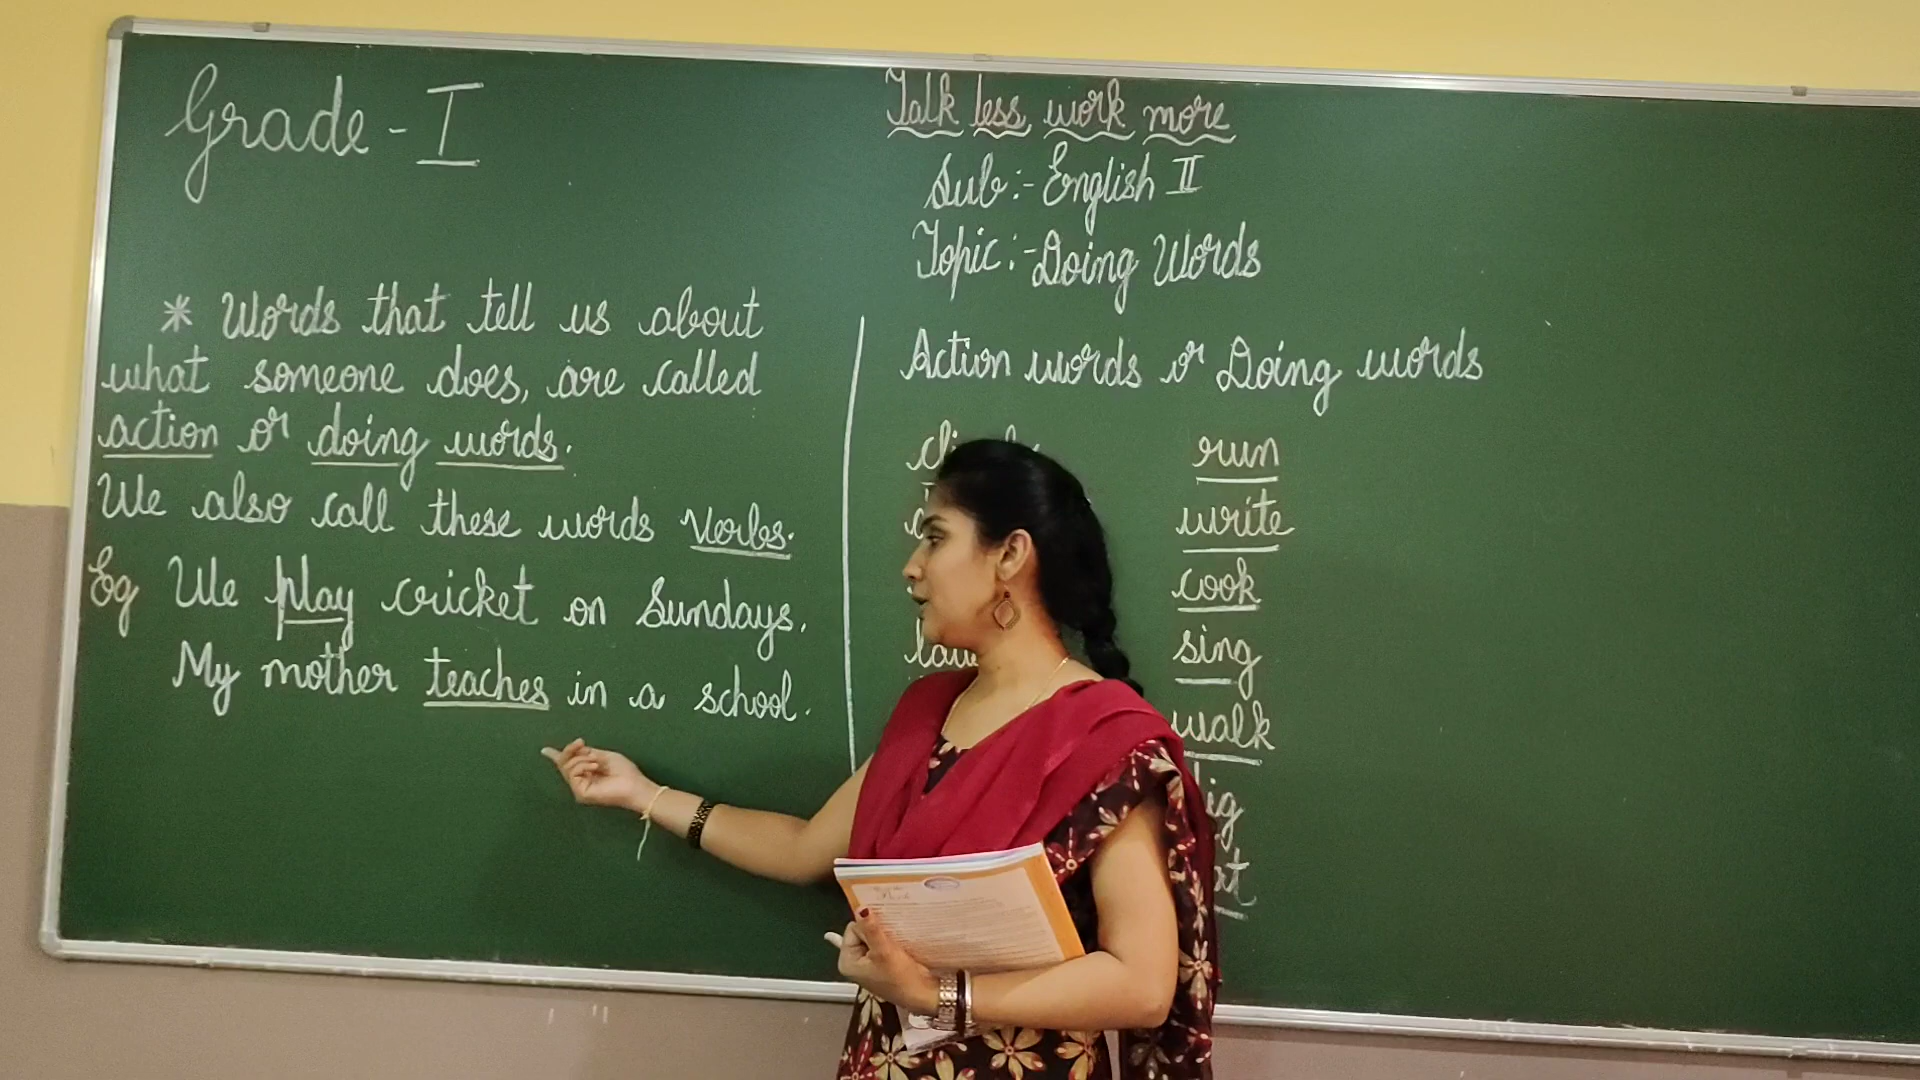 Grade - I
* Words that tell us about
what someone does, are called
action or doing words.
We also call these words verbs.
Eg We play cricket on Sundays.
My mother teaches in a school.
Talk less work more
Sub:- English II
Topic:- Doing Words
Action words or Doing words
run
write
cook
sing
walk